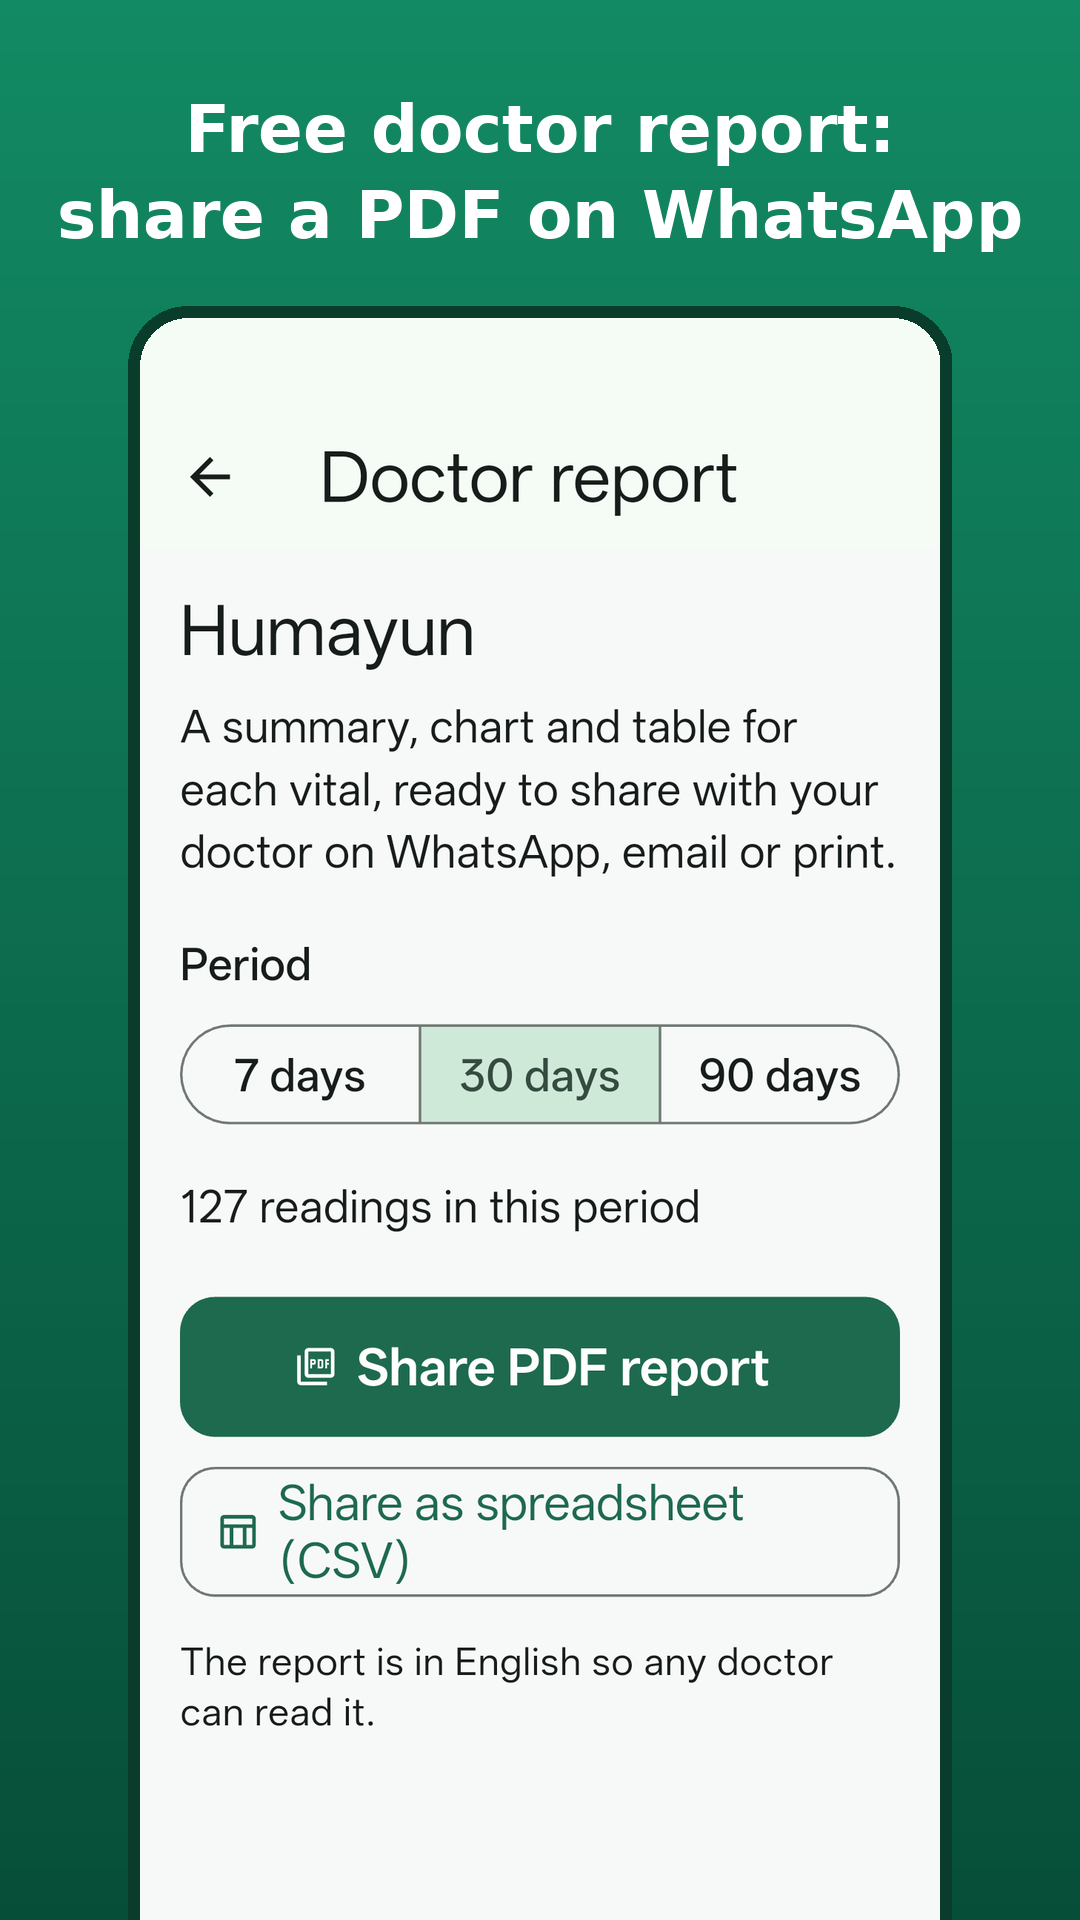 Free doctor report:
share a PDF on WhatsApp
Doctor report
Humayun
A summary, chart and table for
each vital, ready to share with your
doctor on WhatsApp, email or print.
Period
7 days
30 days
90 days
127 readings in this period
PDF
Share PDF report
Share as spreadsheet
(CSV)
The report is in English so any doctor
can read it.